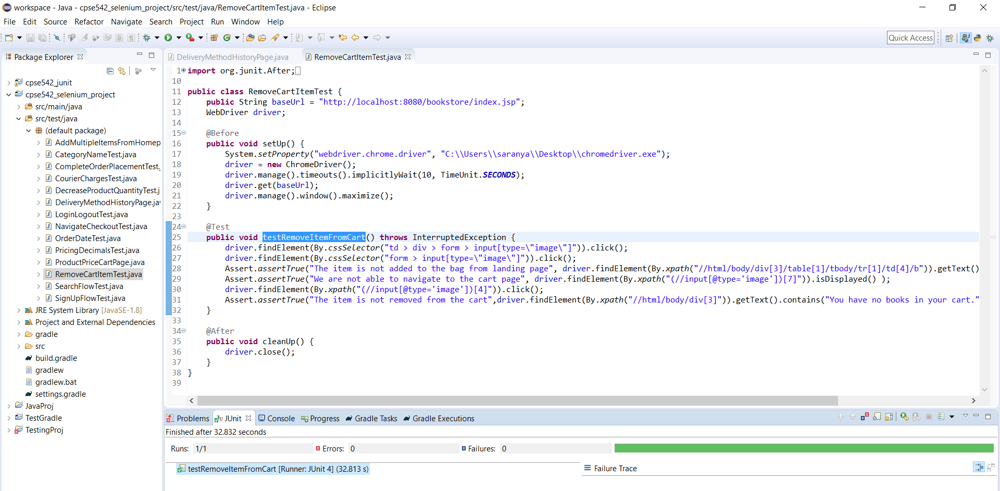 workspace - Java - cpse542_selenium_project/src/test/java/RemoveCartItemTest.java - Eclipse
File Edit Source Refactor Navigate Search Project Run Window Help
Quick Access
Package Explorer
cpse542_junit
cpse542_selenium_project
src/main/java
src/test/java
(default package)
AddMultipleItemsFromHomep
CategoryNameTest.java
CompleteOrderPlacementTest.
CourierChargesTest.java
DecreaseProductQuantityTest.j
DeliveryMethodHistoryPage.jav
LoginLogoutTest.java
NavigateCheckoutTest.java
OrderDateTest.java
PricingDecimalsTest.java
ProductPriceCartPage.java
RemoveCartItemTest.java
SearchFlowTest.java
SignUpFlowTest.java
JRE System Library [JavaSE-1.8]
Project and External Dependencies
gradle
src
build.gradle
gradlew
gradlew.bat
settings.gradle
JavaProj
TestGradle
TestingProj
DeliveryMethodHistoryPage.java RemoveCartItemTest.java
1 import org.junit.After;
10
11 public class RemoveCartItemTest {
12 public String baseUrl = "http://localhost:8080/bookstore/index.jsp";
13 WebDriver driver;
14
15 @Before
16 public void setUp() {
17 System.setProperty("webdriver.chrome.driver", "C:\\Users\\saranya\\Desktop\\chromedriver.exe");
18 driver = new ChromeDriver();
19 driver.manage().timeouts().implicitlyWait(10, TimeUnit.SECONDS);
20 driver.get(baseUrl);
21 driver.manage().window().maximize();
22 }
23
24 @Test
25 public void testRemoveItemFromCart() throws InterruptedException {
26 driver.findElement(By.cssSelector("td > div > form > input[type=\"image\"]")).click();
27 driver.findElement(By.cssSelector("form > input[type=\"image\"]")).click();
28 Assert.assertTrue("The item is not added to the bag from landing page", driver.findElement(By.xpath("//html/body/div[3]/table[1]/tbody/tr[1]/td[4]/b")).getText()
29 Assert.assertTrue("We are not able to navigate to the cart page", driver.findElement(By.xpath("(//input[@type='image'])[7]")).isDisplayed() );
30 driver.findElement(By.xpath("(//input[@type='image'])[4]")).click();
31 Assert.assertTrue("The item is not removed from the cart",driver.findElement(By.xpath("//html/body/div[3]")).getText().contains("You have no books in your cart."
32 }
33
34 @After
35 public void cleanUp() {
36 driver.close();
37 }
38 }
39
Problems JUnit Console Progress Gradle Tasks Gradle Executions
Finished after 32.832 seconds
Runs: 1/1 Errors: 0 Failures: 0
testRemoveItemFromCart [Runner: JUnit 4] (32.813 s)
Failure Trace